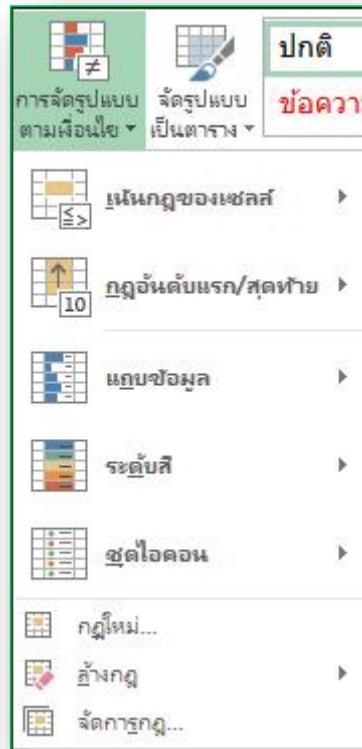 ปกติ
การจัดรูปแบบ
ตามเงื่อนไข
จัดรูปแบบ
เป็นตาราง
ข้อควา
เน้นกฎของเซลล์
กฎอันดับแรก/สุดท้าย
10
แถบข้อมูล
ระดับสี
ชุดไอคอน
กฎใหม่...
ล้างกฎ
จัดการกฎ...